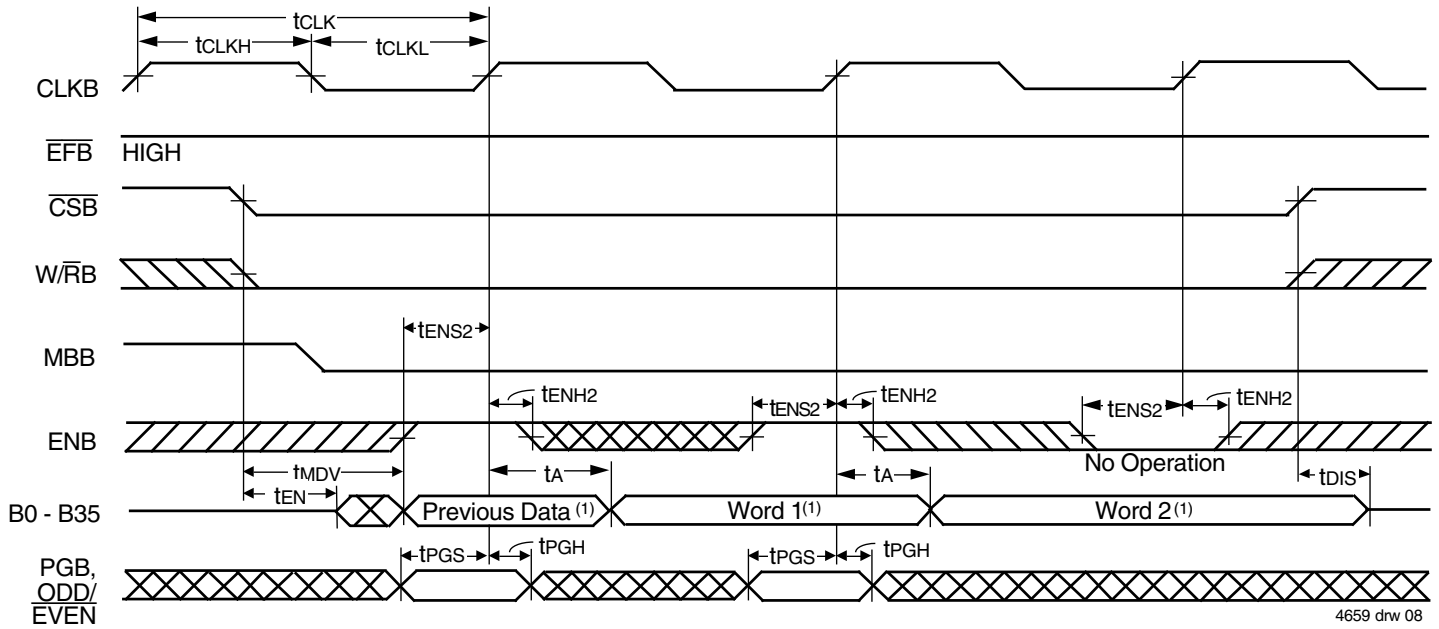 tCLK
tCLKH
tCLKL
CLKB
EFB HIGH
CSB
W/RB
tENS2
MBB
tENH2
tENS2
tENH2
tENS2
tENH2
ENB
No Operation
tMDV
tA
tA
tDIS
tEN
B0 - B35
Previous Data (1)
Word 1(1)
Word 2(1)
tPGS
tPGH
tPGS
tPGH
PGB,
ODD/
EVEN
4659 drw 08